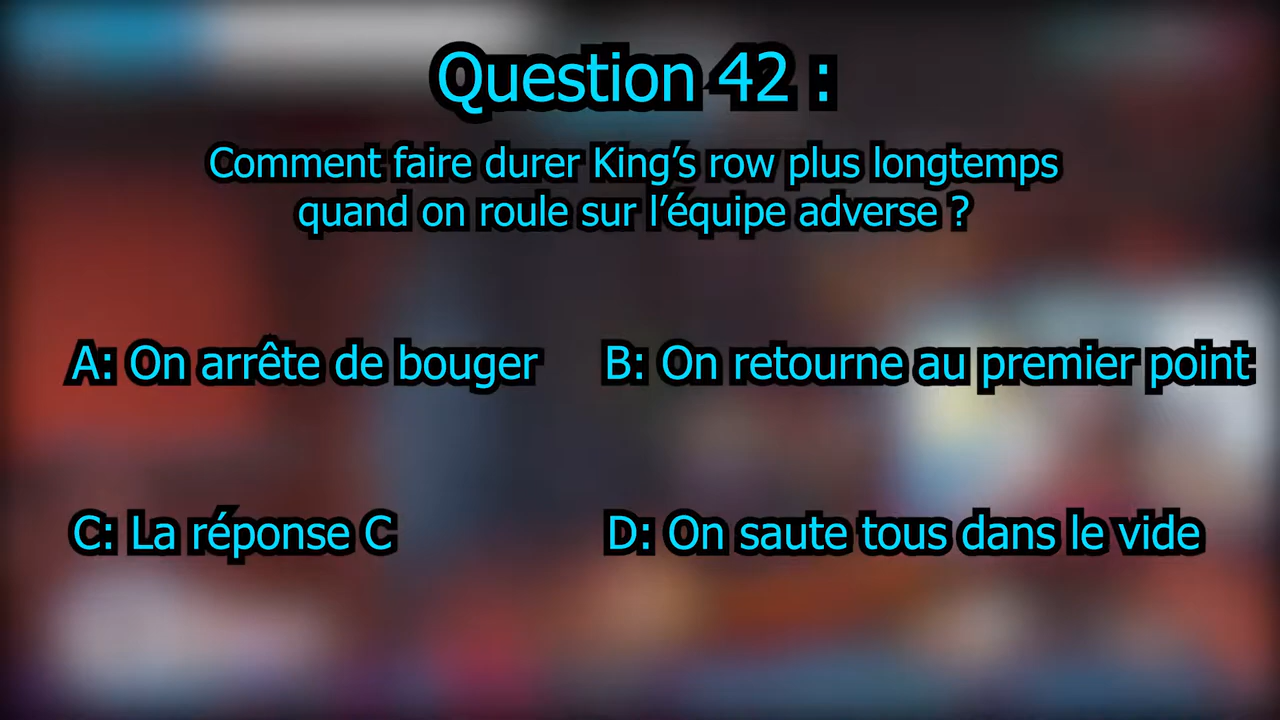 Question 42 :
Comment faire durer King’s row plus longtemps
quand on roule sur l’équipe adverse ?
A: On arrête de bouger
B: On retourne au premier point
C: La réponse C
D: On saute tous dans le vide